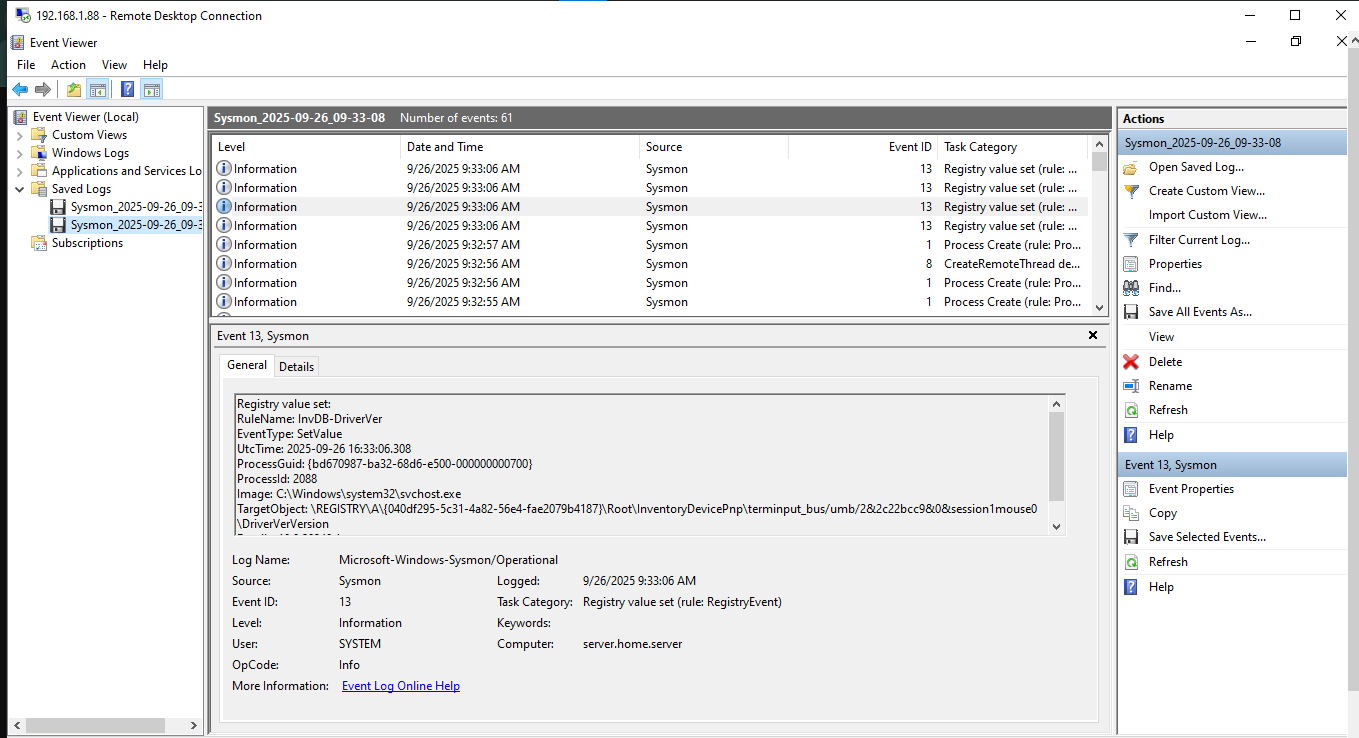 192.168.1.88 - Remote Desktop Connection
Event Viewer
File Action View Help
Event Viewer (Local)
Custom Views
Windows Logs
Applications and Services Lo
Saved Logs
Sysmon_2025-09-26_09-3
Sysmon_2025-09-26_09-3
Subscriptions
Sysmon_2025-09-26_09-33-08 Number of events: 61
Level Date and Time Source Event ID Task Category
Information 9/26/2025 9:33:06 AM Sysmon 13 Registry value set (rule: ...
Information 9/26/2025 9:33:06 AM Sysmon 13 Registry value set (rule: ...
Information 9/26/2025 9:33:06 AM Sysmon 13 Registry value set (rule: ...
Information 9/26/2025 9:33:06 AM Sysmon 13 Registry value set (rule: ...
Information 9/26/2025 9:32:57 AM Sysmon 1 Process Create (rule: Pro...
Information 9/26/2025 9:32:56 AM Sysmon 8 CreateRemoteThread de...
Information 9/26/2025 9:32:56 AM Sysmon 1 Process Create (rule: Pro...
Information 9/26/2025 9:32:55 AM Sysmon 1 Process Create (rule: Pro...
Event 13, Sysmon
General Details
Registry value set:
RuleName: InvDB-DriverVer
EventType: SetValue
UtcTime: 2025-09-26 16:33:06.308
ProcessGuid: {bd670987-ba32-68d6-e500-000000000700}
ProcessId: 2088
Image: C:\Windows\system32\svchost.exe
TargetObject: \REGISTRY\A\{040df295-5c31-4a82-56e4-fae2079b4187}\Root\InventoryDevicePnp\terminput_bus/umb/2&2c22bcc9&0&session1mouse0
\DriverVerVersion
Log Name: Microsoft-Windows-Sysmon/Operational
Source: Sysmon Logged: 9/26/2025 9:33:06 AM
Event ID: 13 Task Category: Registry value set (rule: RegistryEvent)
Level: Information Keywords:
User: SYSTEM Computer: server.home.server
OpCode: Info
More Information: Event Log Online Help
Actions
Sysmon_2025-09-26_09-33-08
Open Saved Log...
Create Custom View...
Import Custom View...
Filter Current Log...
Properties
Find...
Save All Events As...
View
Delete
Rename
Refresh
Help
Event 13, Sysmon
Event Properties
Copy
Save Selected Events...
Refresh
Help